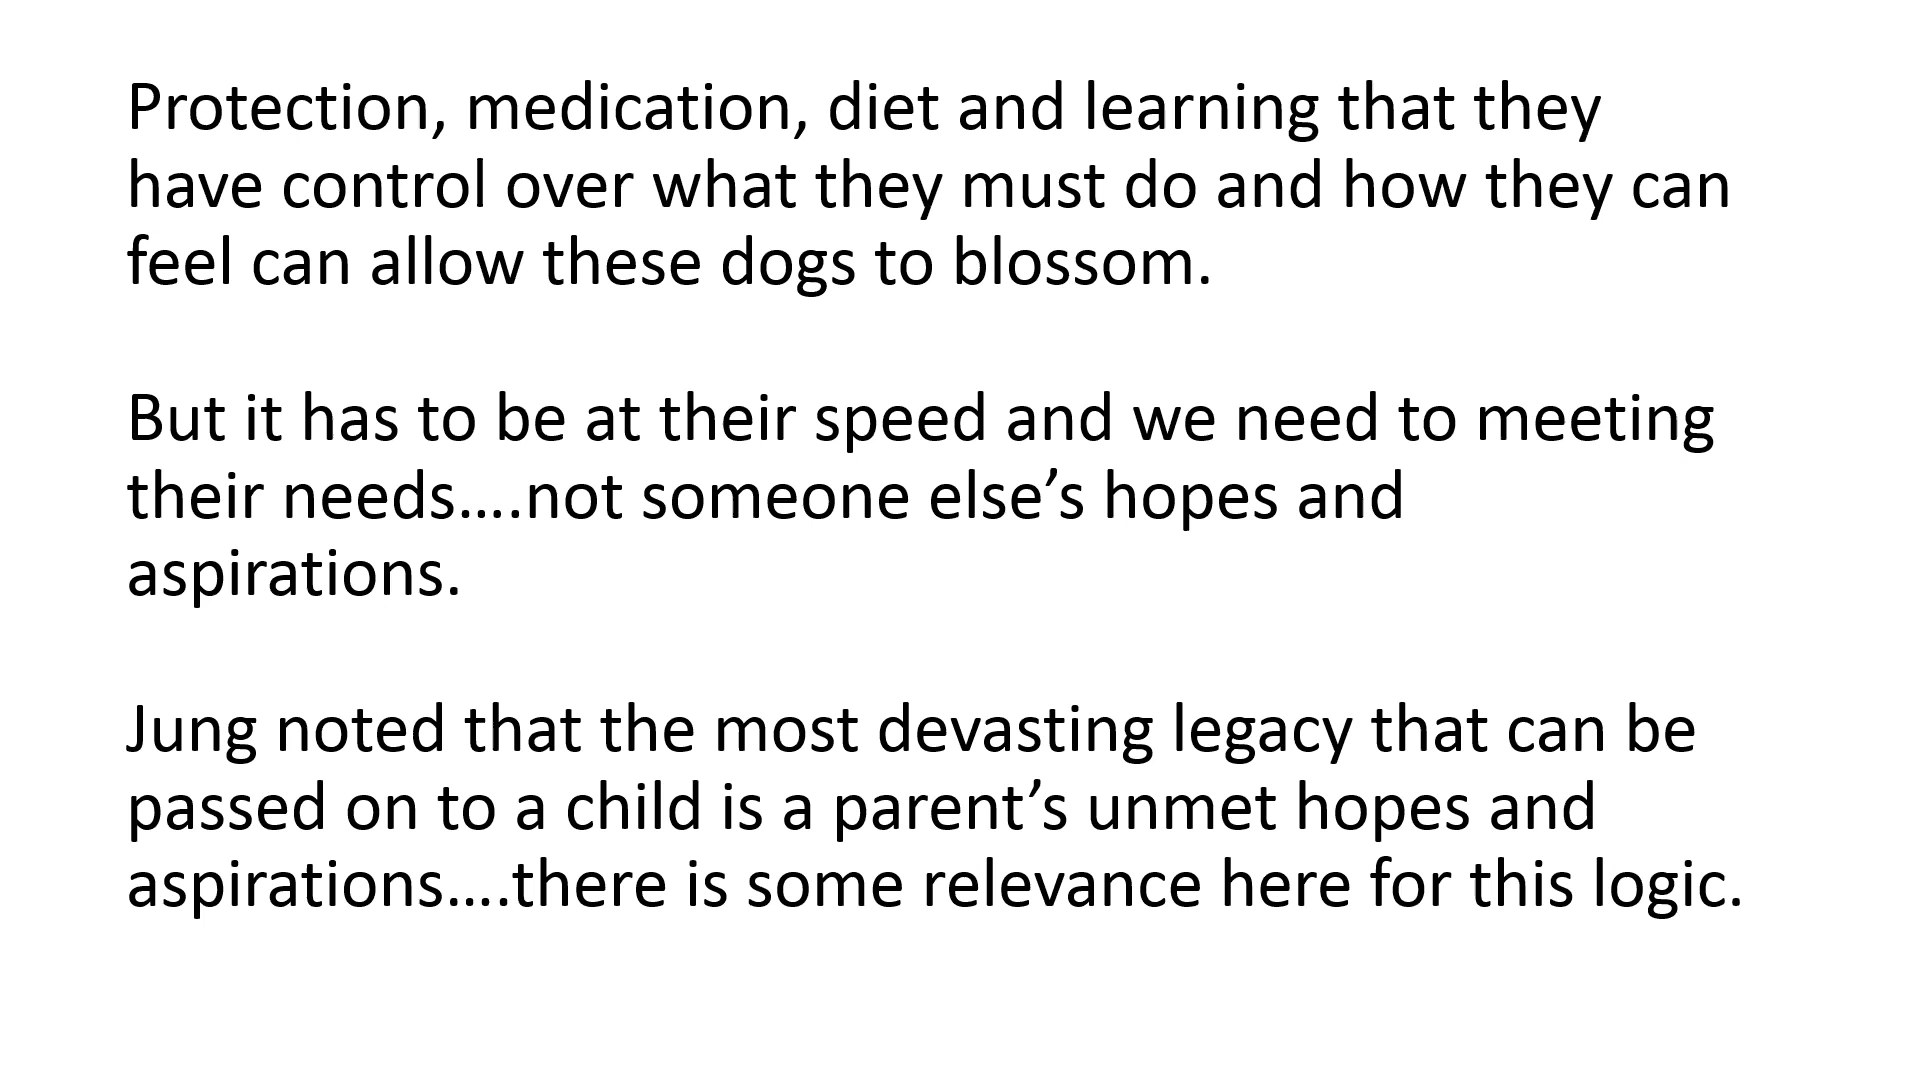 Protection, medication, diet and learning that they
have control over what they must do and how they can
feel can allow these dogs to blossom.
But it has to be at their speed and we need to meeting
their needs….not someone else’s hopes and
aspirations.
Jung noted that the most devasting legacy that can be
passed on to a child is a parent’s unmet hopes and
aspirations….there is some relevance here for this logic.